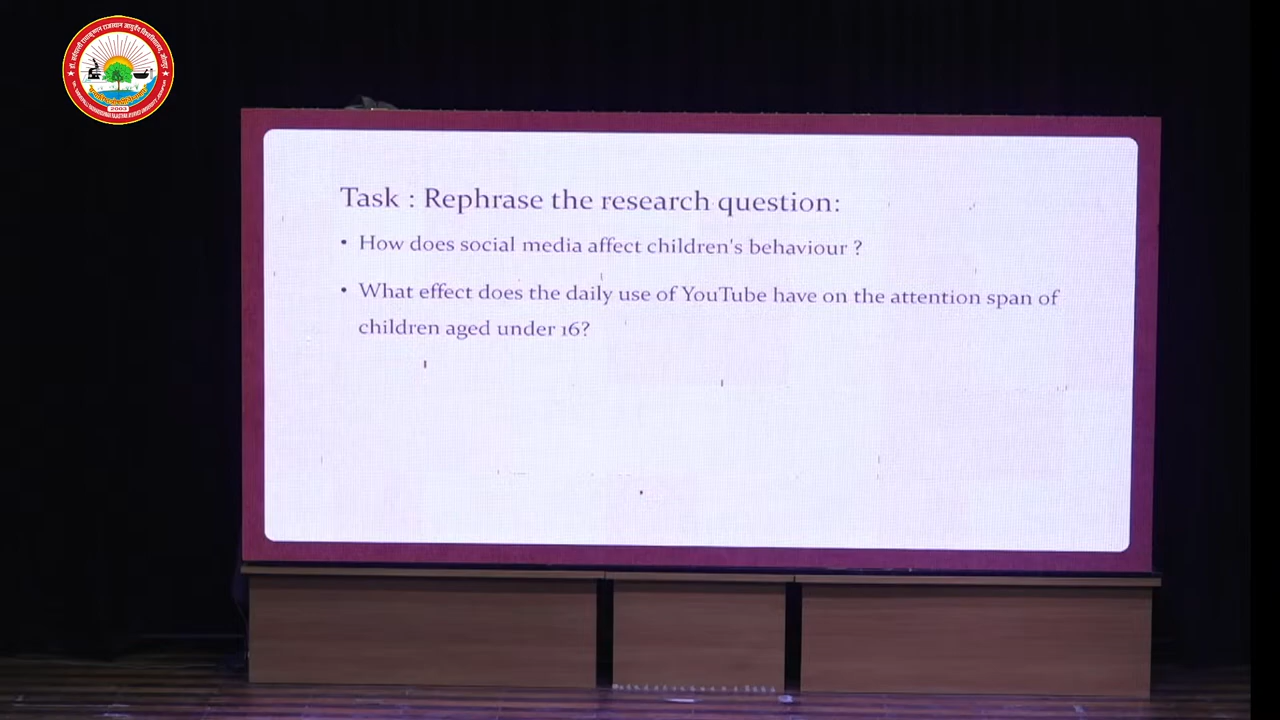 Task : Rephrase the research question:
• How does social media affect children's behaviour ?
• What effect does the daily use of YouTube have on the attention span of
children aged under 16?
2003